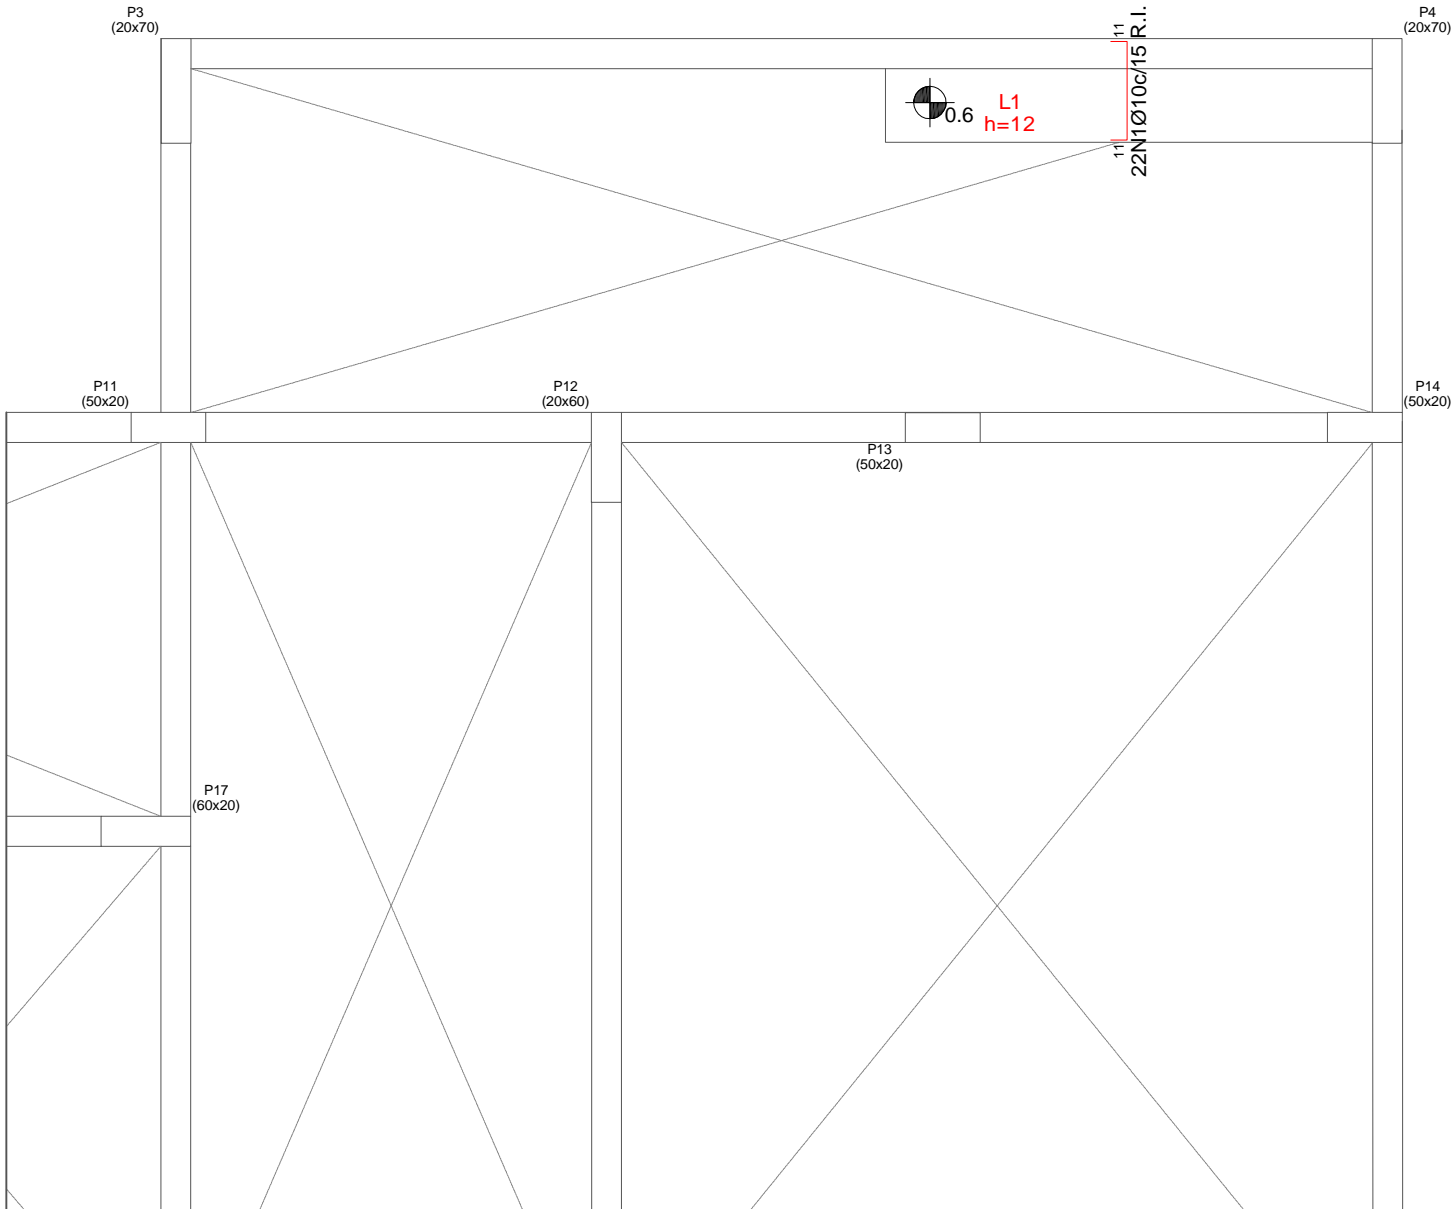 P3
(20x70)
P4
(20x70)
11
22N1Ø10c/15 R.I.
11
0.6
L1
h=12
P11
(50x20)
P12
(20x60)
P13
(50x20)
P14
(50x20)
P17
(60x20)